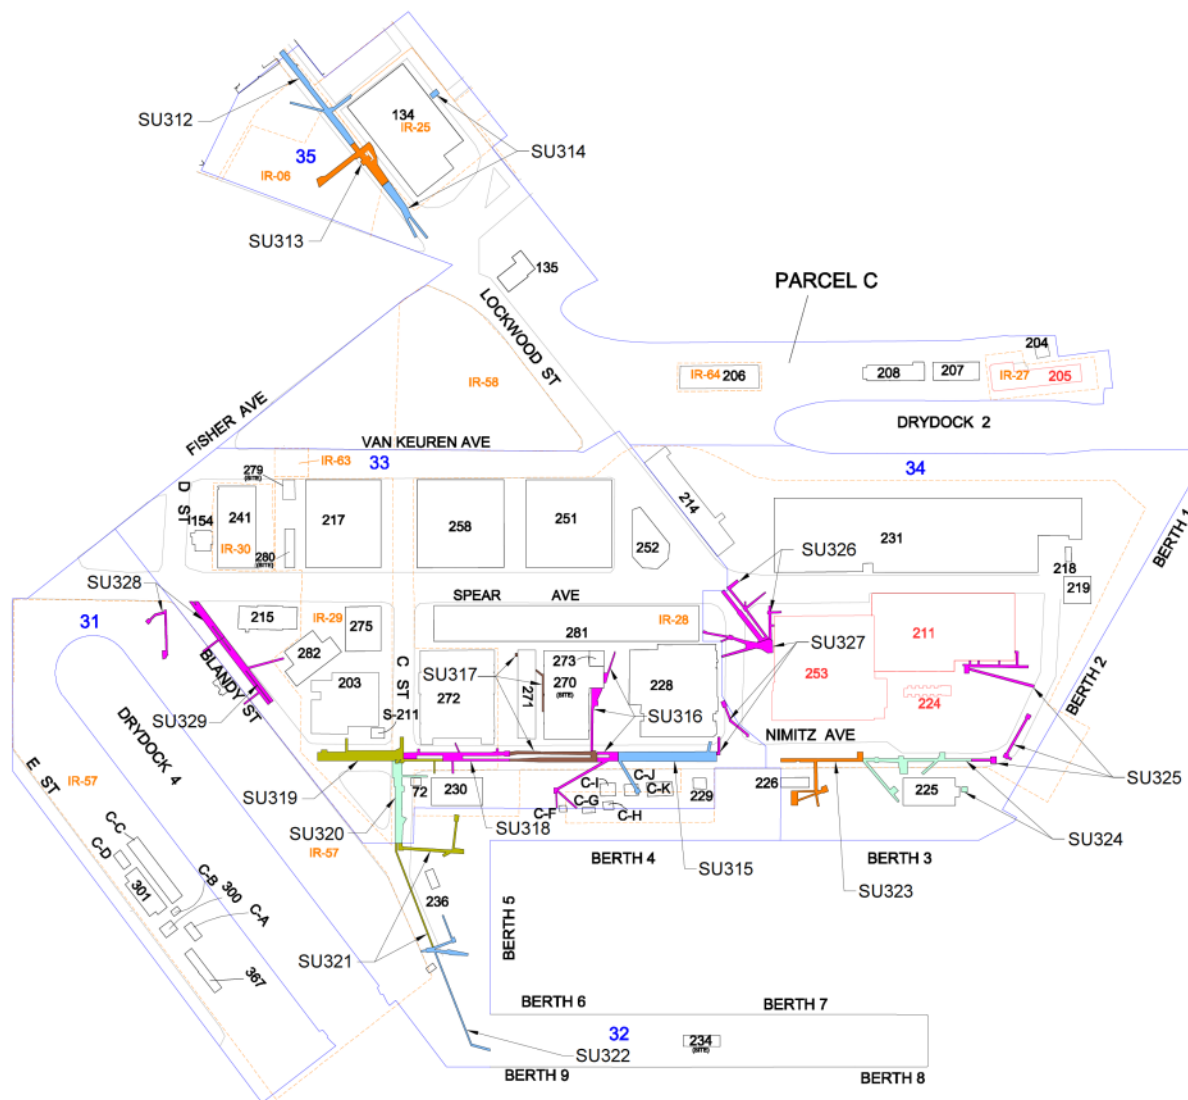 134
IR-25
SU312
SU314
35
IR-06
SU313
135
PARCEL C
LOCKWOOD ST
204
IR-64
206
208
207
IR-27
205
IR-58
FISHER AVE
DRYDOCK 2
VAN KEUREN AVE
IR-63
33
34
279
(SITE)
D ST
214
BERTH 1
241
217
258
251
231
154
252
IR-30
280
(SITE)
218
SU326
219
SU328
SPEAR AVE
31
215
IR-29
275
IR-28
211
281
SU327
282
BLANDY ST
C ST
273
253
203
SU317
270
(SITE)
228
272
271
224
BERTH 2
S-211
SU316
SU329
DRYDOCK 4
NIMITZ AVE
E ST
IR-57
C-J
C-I
SU325
SU319
72
230
C-K
229
226
225
C-G
C-F
C-H
SU320
SU318
SU324
C-C
IR-57
BERTH 4
BERTH 3
C-D
SU315
SU323
C-B
300
301
C-A
236
BERTH 5
SU321
367
BERTH 6
BERTH 7
32
234
(SITE)
SU322
BERTH 9
BERTH 8